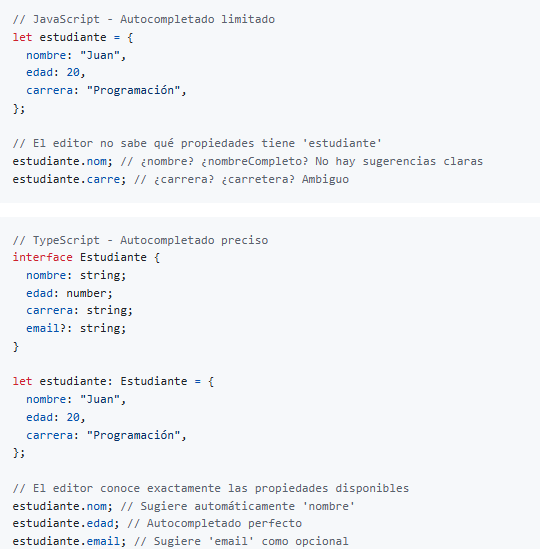 // JavaScript - Autocompletado limitado
let estudiante = {
  nombre: "Juan",
  edad: 20,
  carrera: "Programación",
};

// El editor no sabe qué propiedades tiene 'estudiante'
estudiante.nom; // ¿nombre? ¿nombreCompleto? No hay sugerencias claras
estudiante.carre; // ¿carrera? ¿carretera? Ambiguo

// TypeScript - Autocompletado preciso
interface Estudiante {
  nombre: string;
  edad: number;
  carrera: string;
  email?: string;
}

let estudiante: Estudiante = {
  nombre: "Juan",
  edad: 20,
  carrera: "Programación",
};

// El editor conoce exactamente las propiedades disponibles
estudiante.nom; // Sugiere automáticamente 'nombre'
estudiante.edad; // Autocompletado perfecto
estudiante.email; // Sugiere 'email' como opcional